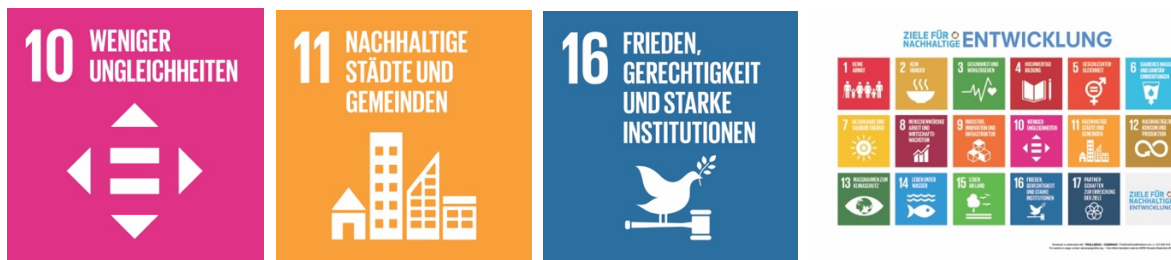 10 WENIGER
UNGLEICHHEITEN
11 NACHHALTIGE
STÄDTE UND
GEMEINDEN
16 FRIEDEN,
GERECHTIGKEIT
UND STARKE
INSTITUTIONEN
ZIELE FÜR
NACHHALTIGE ENTWICKLUNG
1 KEINE
ARMUT
2 KEIN
HUNGER
3 GESUNDHEIT UND
WOHLERGEHEN
4 HOCHWERTIGE
BILDUNG
5 GESCHLECHTER-
GLEICHHEIT
6
7 BEZAHLBARE UND
SAUBERE ENERGIE
8 MENSCHENWÜRDIGE
ARBEIT UND
WIRTSCHAFTS-
WACHSTUM
9 INDUSTRIE,
INNOVATION UND
INFRASTRUKTUR
10 WENIGER
UNGLEICHHEITEN
11 NACHHALTIGE
STÄDTE UND
GEMEINDEN
12
KONSUM UND
PRODUKTION
13 MASSNAHMEN ZUM
KLIMASCHUTZ
14 LEBEN UNTER
WASSER
15 LEBEN
AN LAND
16 FRIEDEN,
GERECHTIGKEIT
UND STARKE
INSTITUTIONEN
17 PARTNER-
SCHAFTEN
ZUR ERREICHUNG
DER ZIELE
ZIELE FÜR
NACHHALTIGE
ENTWICKLUNG